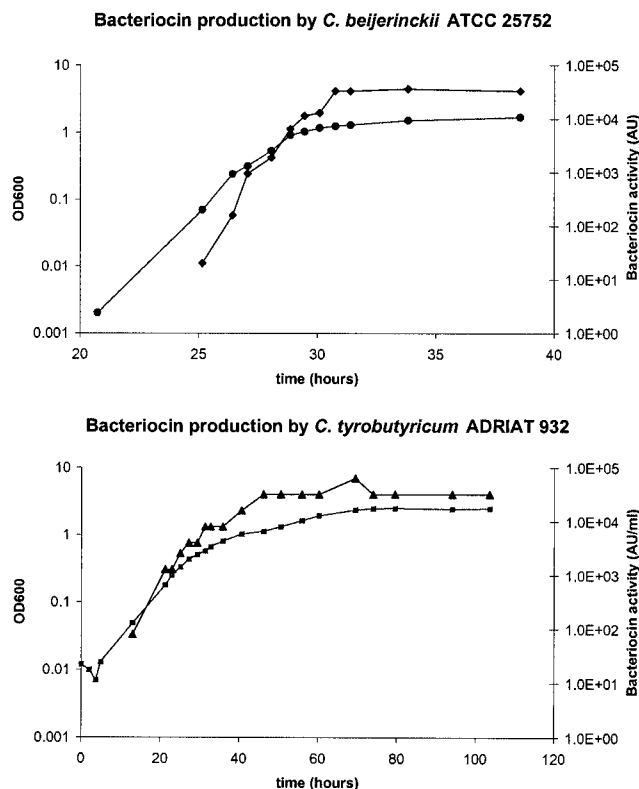 Bacteriocin production by C. beijerinckii ATCC 25752
10
1
0.1
0.01
0.001
OD600
1.0E+05
1.0E+04
1.0E+03
1.0E+02
1.0E+01
1.0E+00
Bacteriocin activity (AU)
20 25 30 35 40
time (hours)
Bacteriocin production by C. tyrobutyricum ADRIAT 932
10
1
0.1
0.01
0.001
OD600
1.0E+05
1.0E+04
1.0E+03
1.0E+02
1.0E+01
1.0E+00
Bacteriocin activity (AU/ml)
0 20 40 60 80 100 120
time (hours)